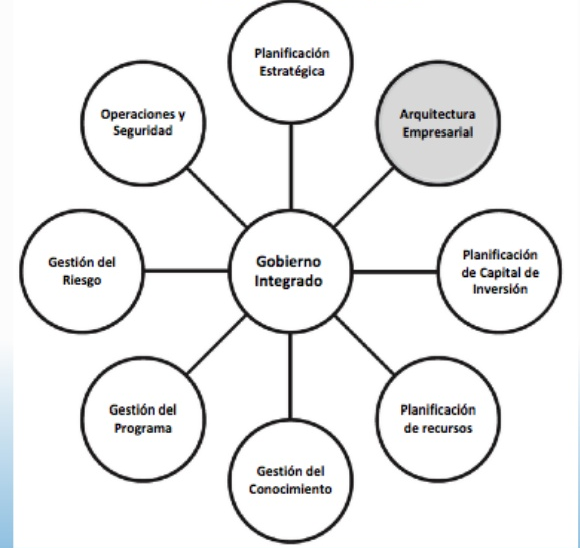 Planificación
Estratégica
Arquitectura
Empresarial
Operaciones y
Seguridad
Planificación
de Capital de
Inversión
Gobierno
Integrado
Gestión del
Riesgo
Planificación
de recursos
Gestión del
Programa
Gestión del
Conocimiento